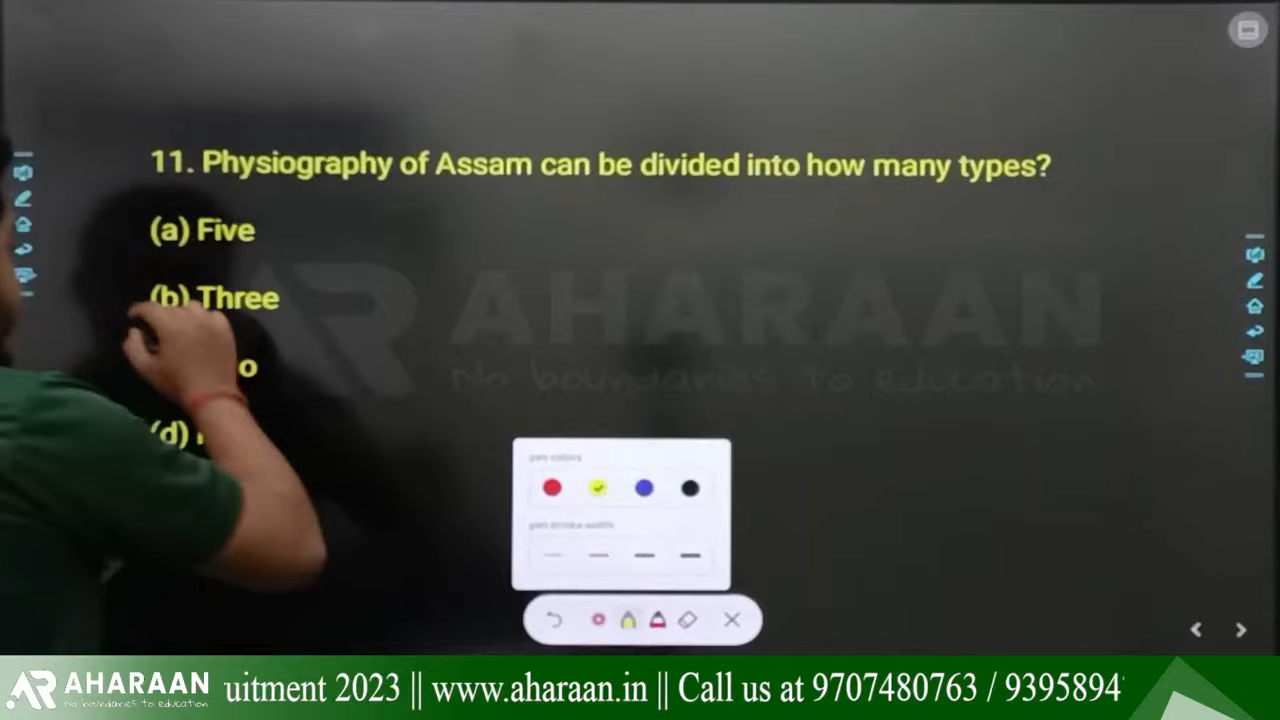 11. Physiography of Assam can be divided into how many types?
(a) Five
(b) Three
o
(d)
AHARAAN
No boundaries to education
pen colors
pen stroke width
AHARAAN
No boundaries to education
uitment 2023 || www.aharaan.in || Call us at 9707480763 / 9395894